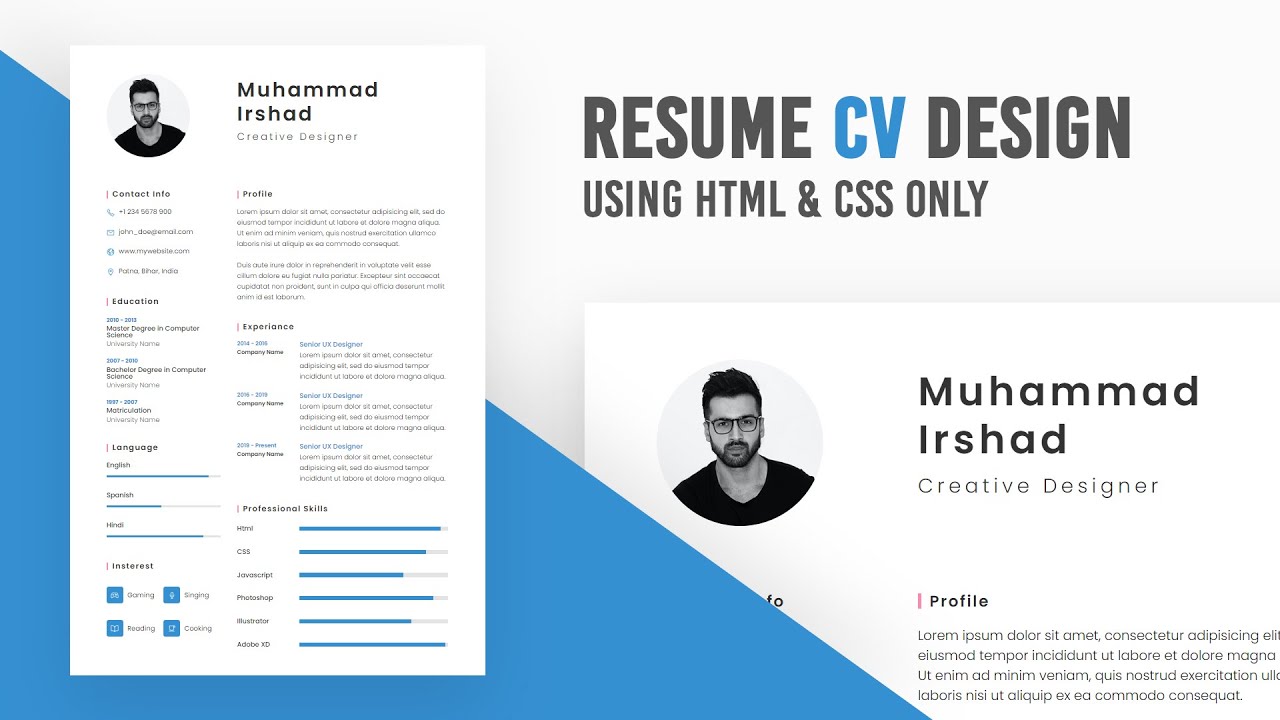 Muhammad
Irshad
Creative Designer
Contact Info
+1 234 5678 900
john_doe@email.com
www.mywebsite.com
Patna, Bihar, India
Education
2010 - 2013
Master Degree in Computer
Science
University Name
2007 - 2010
Bachelor Degree in Computer
Science
University Name
1997 - 2007
Matriculation
University Name
Language
English
Spanish
Hindi
Insterest
Gaming
Singing
Reading
Cooking
Profile
Lorem ipsum dolor sit amet, consectetur adipisicing elit, sed do
eiusmod tempor incididunt ut labore et dolore magna aliqua.
Ut enim ad minim veniam, quis nostrud exercitation ullamco
laboris nisi ut aliquip ex ea commodo consequat.
Duis aute irure dolor in reprehenderit in voluptate velit esse
cillum dolore eu fugiat nulla pariatur. Excepteur sint occaecat
cupidatat non proident, sunt in culpa qui officia deserunt mollit
anim id est laborum.
Experiance
2014 - 2016
Company Name
Senior UX Designer
Lorem ipsum dolor sit amet, consectetur
adipisicing elit, sed do eiusmod tempor
incididunt ut labore et dolore magna aliqua.
2016 - 2019
Company Name
Senior UX Designer
Lorem ipsum dolor sit amet, consectetur
adipisicing elit, sed do eiusmod tempor
incididunt ut labore et dolore magna aliqua.
2019 - Present
Company Name
Senior UX Designer
Lorem ipsum dolor sit amet, consectetur
adipisicing elit, sed do eiusmod tempor
incididunt ut labore et dolore magna aliqua.
Professional Skills
Html
CSS
Javascript
Photoshop
Illustrator
Adobe XD
RESUME CV DESIGN
USING HTML & CSS ONLY
Muhammad
Irshad
Creative Designer
fo
Profile
Lorem ipsum dolor sit amet, consectetur adipisicing elit
eiusmod tempor incididunt ut labore et dolore magna
Ut enim ad minim veniam, quis nostrud exercitation ulla
laboris nisi ut aliquip ex ea commodo consequat.